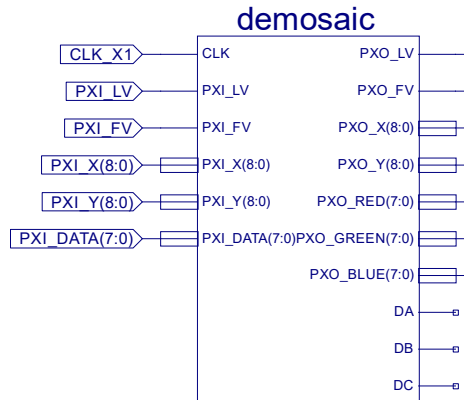 demosaic
CLK_X1 CLK PXO_LV
PXI_LV PXI_LV PXO_FV
PXI_FV PXI_FV PXO_X(8:0)
PXI_X(8:0) PXI_X(8:0) PXO_Y(8:0)
PXI_Y(8:0) PXI_Y(8:0) PXO_RED(7:0)
PXI_DATA(7:0) PXI_DATA(7:0) PXO_GREEN(7:0)
PXO_BLUE(7:0)
DA
DB
DC